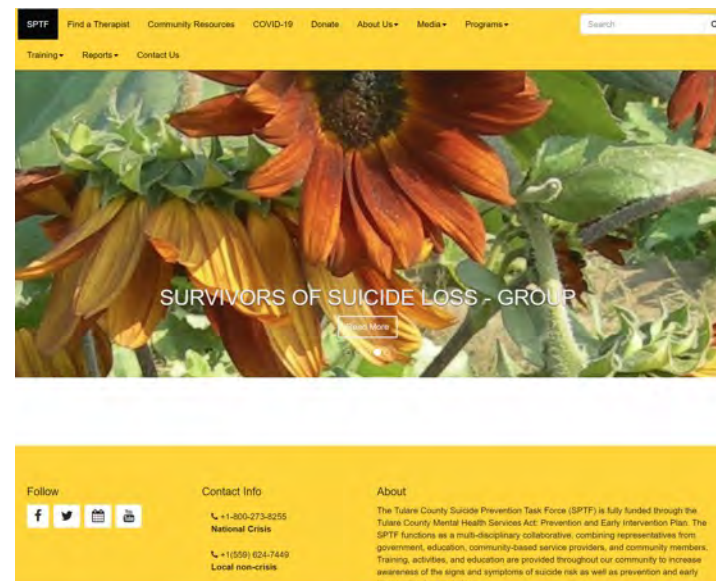 SPTF Find a Therapist Community Resources COVID-19 Donate About Us Media Programs Search
Training Reports Contact Us
SURVIVORS OF SUICIDE LOSS - GROUP
Read More
Follow
Contact Info
+1-800-273-8255
National Crisis
+1(559) 624-7449
Local non-crisis
About
The Tulare County Suicide Prevention Task Force (SPTF) is fully funded through the
Tulare County Mental Health Services Act: Prevention and Early Intervention Plan. The
SPTF functions as a multi-disciplinary collaborative, combining representatives from
government, education, community-based service providers, and community members.
Training, activities, and education are provided throughout our community to increase
awareness of the signs and symptoms of suicide risk as well as prevention and early